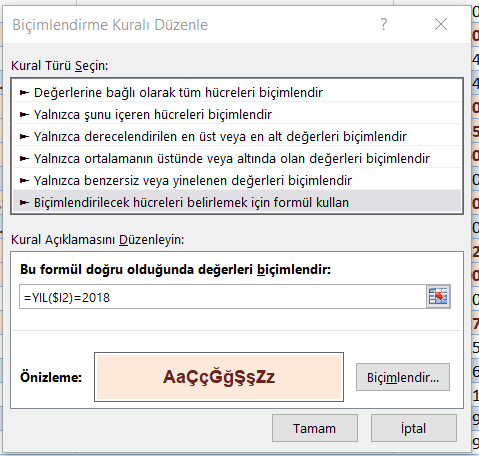 Biçimlendirme Kuralı Düzenle
?
Kural Türü Seçin:
► Değerlerine bağlı olarak tüm hücreleri biçimlendir
► Yalnızca şunu içeren hücreleri biçimlendir
► Yalnızca derecelendirilen en üst veya en alt değerleri biçimlendir
► Yalnızca ortalamanın üstünde veya altında olan değerleri biçimlendir
► Yalnızca benzersiz veya yinelenen değerleri biçimlendir
► Biçimlendirilecek hücreleri belirlemek için formül kullan
Kural Açıklamasını Düzenleyin:
Bu formül doğru olduğunda değerleri biçimlendir:
=YIL($I2)=2018
Önizleme:
AaÇçĞğŞşZz
Biçimlendir...
Tamam
İptal